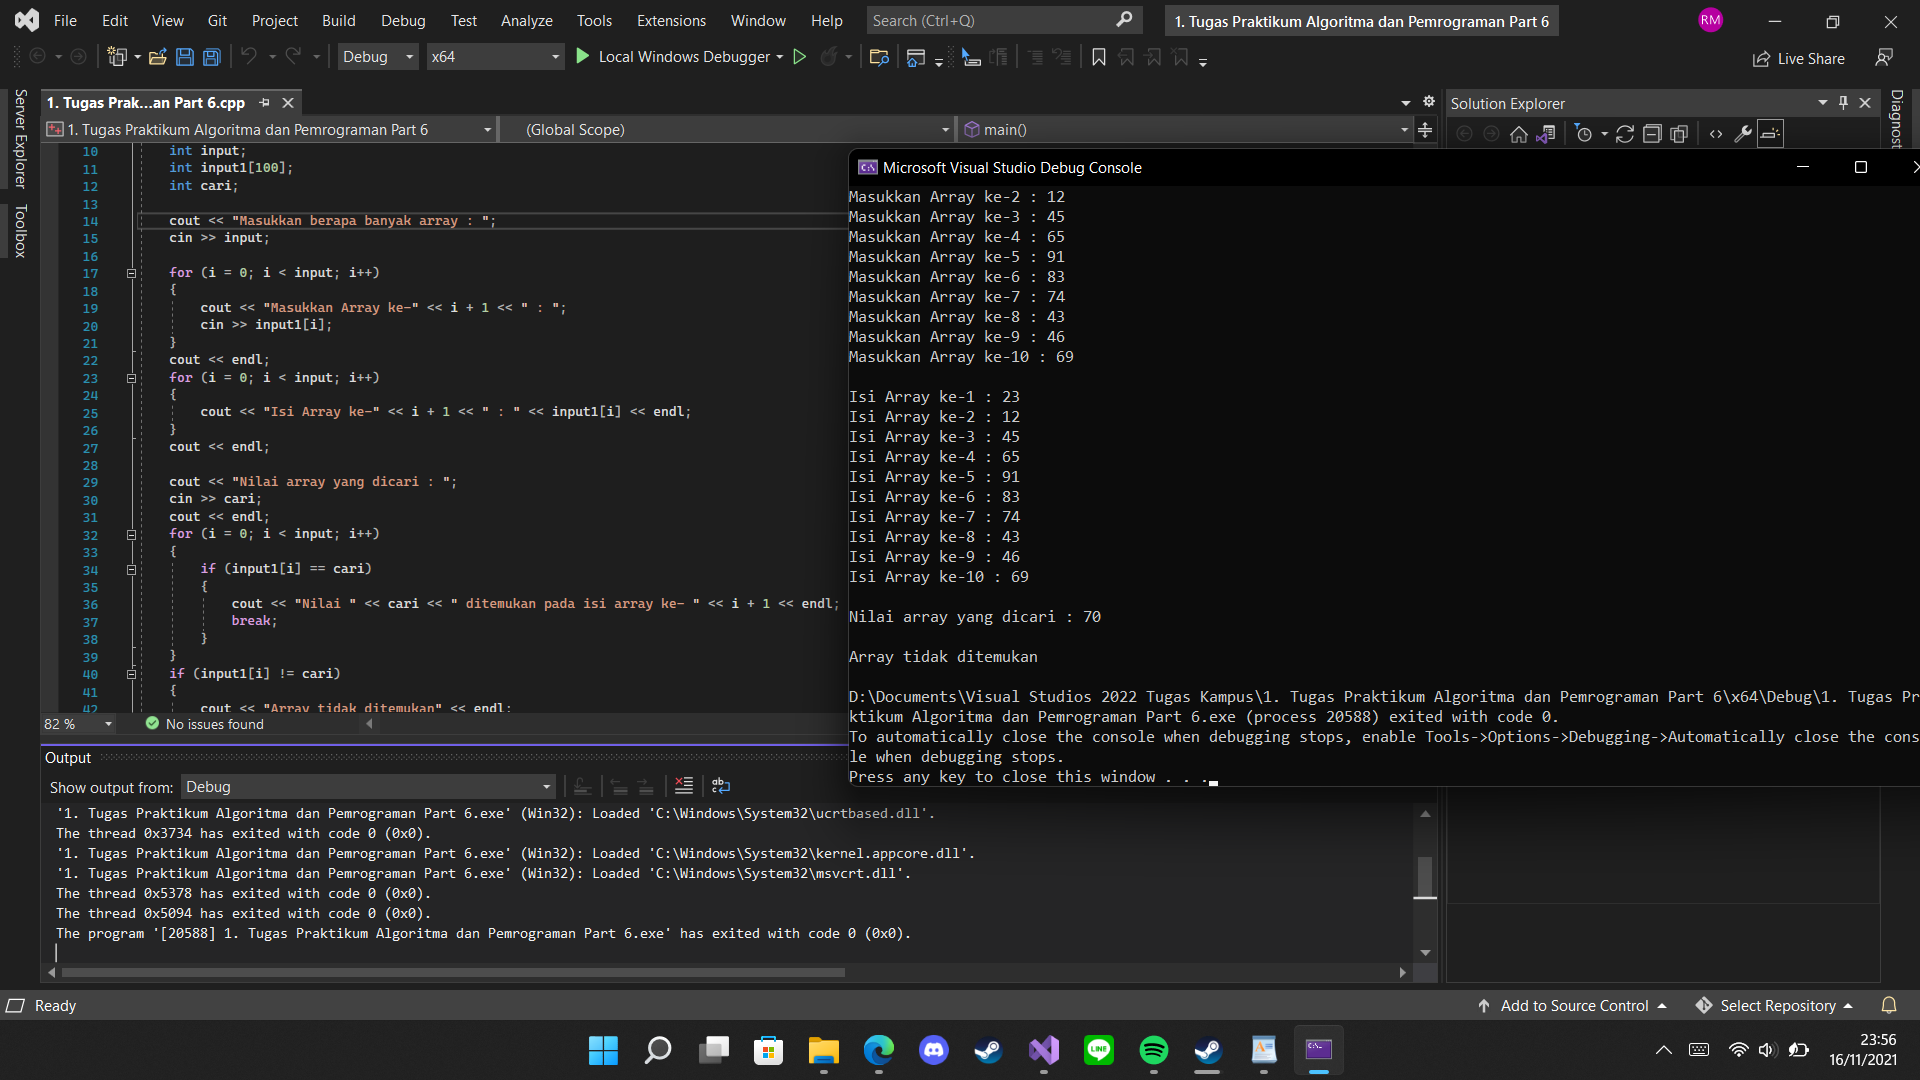 File Edit View Git Project Build Debug Test Analyze Tools Extensions Window Help Search (Ctrl+Q) 1. Tugas Praktikum Algoritma dan Pemrograman Part 6 RM
Debug x64 Local Windows Debugger Live Share
Server Explorer
Toolbox
1. Tugas Prak...an Part 6.cpp
1. Tugas Praktikum Algoritma dan Pemrograman Part 6 (Global Scope) main()
10 int input;
11 int input1[100];
12 int cari;
13
14 cout << "Masukkan berapa banyak array : ";
15 cin >> input;
16
17 for (i = 0; i < input; i++)
18 {
19 cout << "Masukkan Array ke-" << i + 1 << " : ";
20 cin >> input1[i];
21 }
22 cout << endl;
23 for (i = 0; i < input; i++)
24 {
25 cout << "Isi Array ke-" << i + 1 << " : " << input1[i] << endl;
26 }
27 cout << endl;
28
29 cout << "Nilai array yang dicari : ";
30 cin >> cari;
31 cout << endl;
32 for (i = 0; i < input; i++)
33 {
34 if (input1[i] == cari)
35 {
36 cout << "Nilai " << cari << " ditemukan pada isi array ke- " << i + 1 << endl;
37 break;
38 }
39 }
40 if (input1[i] != cari)
41 {
42 cout << "Array tidak ditemukan" << endl;
82 % No issues found
Solution Explorer
Diagnost
Microsoft Visual Studio Debug Console
Masukkan Array ke-2 : 12
Masukkan Array ke-3 : 45
Masukkan Array ke-4 : 65
Masukkan Array ke-5 : 91
Masukkan Array ke-6 : 83
Masukkan Array ke-7 : 74
Masukkan Array ke-8 : 43
Masukkan Array ke-9 : 46
Masukkan Array ke-10 : 69
Isi Array ke-1 : 23
Isi Array ke-2 : 12
Isi Array ke-3 : 45
Isi Array ke-4 : 65
Isi Array ke-5 : 91
Isi Array ke-6 : 83
Isi Array ke-7 : 74
Isi Array ke-8 : 43
Isi Array ke-9 : 46
Isi Array ke-10 : 69
Nilai array yang dicari : 70
Array tidak ditemukan
D:\Documents\Visual Studios 2022 Tugas Kampus\1. Tugas Praktikum Algoritma dan Pemrograman Part 6\x64\Debug\1. Tugas Pr
ktikum Algoritma dan Pemrograman Part 6.exe (process 20588) exited with code 0.
To automatically close the console when debugging stops, enable Tools->Options->Debugging->Automatically close the cons
le when debugging stops.
Press any key to close this window . . .
Output
Show output from: Debug
'1. Tugas Praktikum Algoritma dan Pemrograman Part 6.exe' (Win32): Loaded 'C:\Windows\System32\ucrtbased.dll'.
The thread 0x3734 has exited with code 0 (0x0).
'1. Tugas Praktikum Algoritma dan Pemrograman Part 6.exe' (Win32): Loaded 'C:\Windows\System32\kernel.appcore.dll'.
'1. Tugas Praktikum Algoritma dan Pemrograman Part 6.exe' (Win32): Loaded 'C:\Windows\System32\msvcrt.dll'.
The thread 0x5378 has exited with code 0 (0x0).
The thread 0x5094 has exited with code 0 (0x0).
The program '[20588] 1. Tugas Praktikum Algoritma dan Pemrograman Part 6.exe' has exited with code 0 (0x0).
Ready Add to Source Control Select Repository
LINE
23:56
16/11/2021